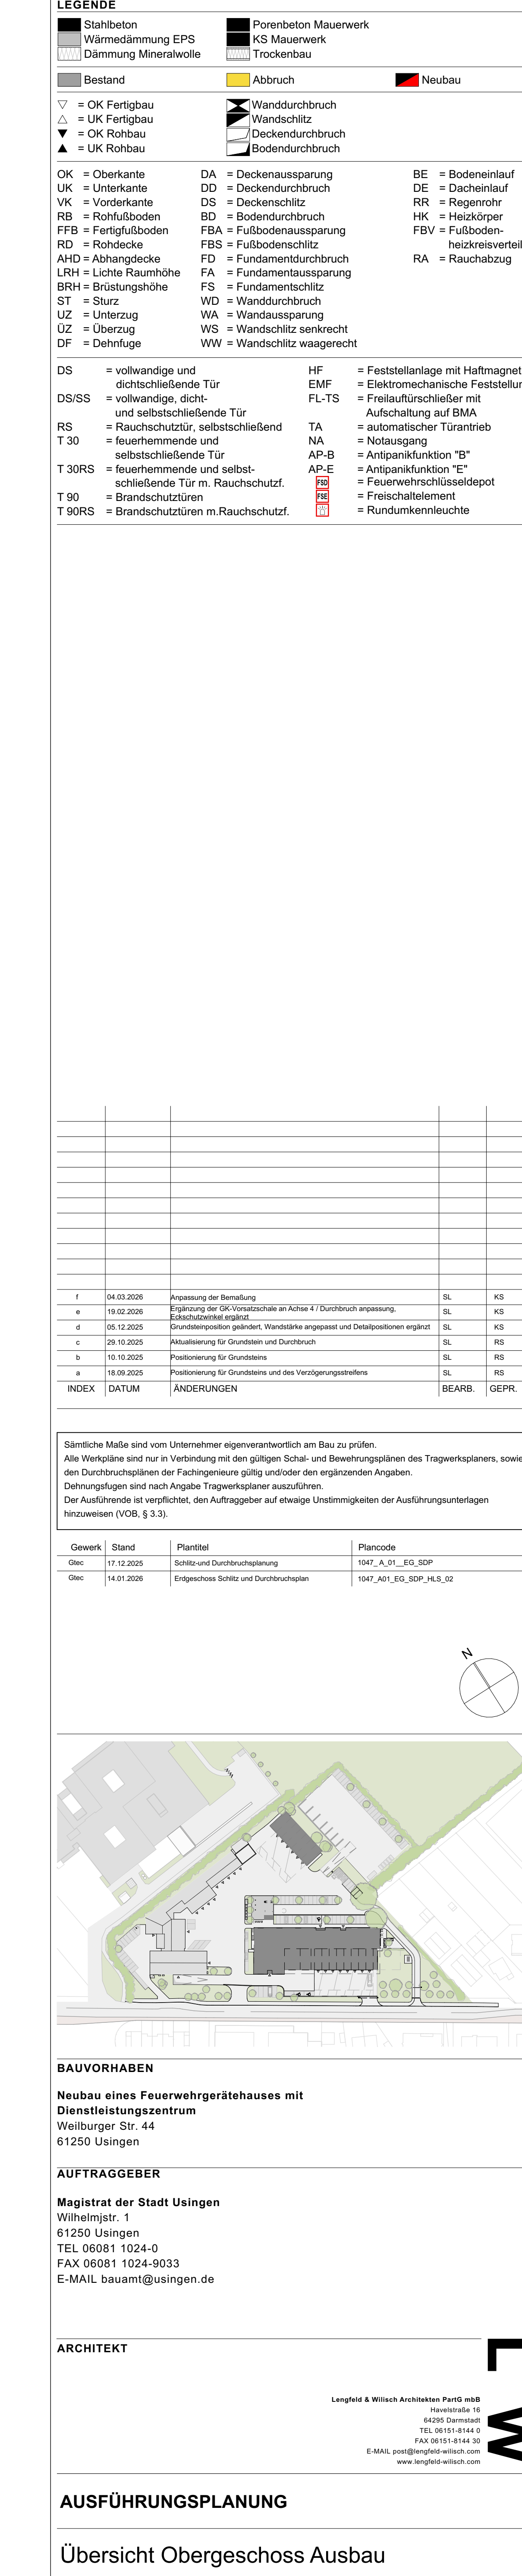 LEGENDE
Stahlbeton Porenbeton Mauerwerk
Wärmedämmung EPS KS Mauerwerk
Dämmung Mineralwolle Trockenbau
Bestand Abbruch Neubau
= OK Fertigbau Wanddurchbruch
= UK Fertigbau Wandschlitz
= OK Rohbau Deckendurchbruch
= UK Rohbau Bodendurchbruch
OK = Oberkante DA = Deckenaussparung BE = Bodeneinlauf
UK = Unterkante DD = Deckendurchbruch DE = Dacheinlauf
VK = Vorderkante DS = Deckenschlitz RR = Regenrohr
RB = Rohfußboden BD = Bodendurchbruch HK = Heizkörper
FFB = Fertigfußboden FBA = Fußbodenaussparung FBV = Fußboden-
RD = Rohdecke FBS = Fußbodenschlitz heizkreisverteil
AHD = Abhangdecke FD = Fundamentdurchbruch RA = Rauchabzug
LRH = Lichte Raumhöhe FA = Fundamentaussparung
BRH = Brüstungshöhe FS = Fundamentschlitz
ST = Sturz WD = Wanddurchbruch
UZ = Unterzug WA = Wandaussparung
ÜZ = Überzug WS = Wandschlitz senkrecht
DF = Dehnfuge WW = Wandschlitz waagerecht
DS = vollwandige und HF = Feststellanlage mit Haftmagnet
dichtschließende Tür EMF = Elektromechanische Feststellun
DS/SS = vollwandige, dicht- FL-TS = Freilauftürschließer mit
und selbstschließende Tür Aufschaltung auf BMA
RS = Rauchschutztür, selbstschließend TA = automatischer Türantrieb
T 30 = feuerhemmende und NA = Notausgang
selbstschließende Tür AP-B = Antipanikfunktion "B"
T 30RS = feuerhemmende und selbst- AP-E = Antipanikfunktion "E"
schließende Tür m. Rauchschutzf. FSD = Feuerwehrschlüsseldepot
T 90 = Brandschutztüren FSE = Freischaltelement
T 90RS = Brandschutztüren m.Rauchschutzf. = Rundumkennleuchte
f 04.03.2026 Anpassung der Bemaßung SL KS
e 19.02.2026 Ergänzung der GK-Vorsatzschale an Achse 4 / Durchbruch anpassung, SL KS
Eckschutzwinkel ergänzt
d 05.12.2025 Grundsteinposition geändert, Wandstärke angepasst und Detailpositionen ergänzt SL KS
c 29.10.2025 Aktualisierung für Grundstein und Durchbruch SL RS
b 10.10.2025 Positionierung für Grundsteins SL RS
a 18.09.2025 Positionierung für Grundsteins und des Verzögerungsstreifens SL RS
INDEX DATUM ÄNDERUNGEN BEARB. GEPR.
Sämtliche Maße sind vom Unternehmer eigenverantwortlich am Bau zu prüfen.
Alle Werkpläne sind nur in Verbindung mit den gültigen Schal- und Bewehrungsplänen des Tragwerksplaners, sowie
den Durchbruchsplänen der Fachingenieure gültig und/oder den ergänzenden Angaben.
Dehnungsfugen sind nach Angabe Tragwerksplaner auszuführen.
Der Ausführende ist verpflichtet, den Auftraggeber auf etwaige Unstimmigkeiten der Ausführungsunterlagen
hinzuweisen (VOB, § 3.3).
Gewerk Stand Plantitel Plancode
Gtec 17.12.2025 Schlitz-und Durchbruchsplanung 1047_ A_01__EG_SDP
Gtec 14.01.2026 Erdgeschoss Schlitz und Durchbruchsplan 1047_A01_EG_SDP_HLS_02
N
BAUVORHABEN
Neubau eines Feuerwehrgerätehauses mit
Dienstleistungszentrum
Weilburger Str. 44
61250 Usingen
AUFTRAGGEBER
Magistrat der Stadt Usingen
Wilhelmjstr. 1
61250 Usingen
TEL 06081 1024-0
FAX 06081 1024-9033
E-MAIL bauamt@usingen.de
ARCHITEKT
L W
Lengfeld & Wilisch Architekten PartG mbB
Havelstraße 16
64295 Darmstadt
TEL 06151-8144 0
FAX 06151-8144 30
E-MAIL post@lengfeld-wilisch.com
www.lengfeld-wilisch.com
AUSFÜHRUNGSPLANUNG
Übersicht Obergeschoss Ausbau